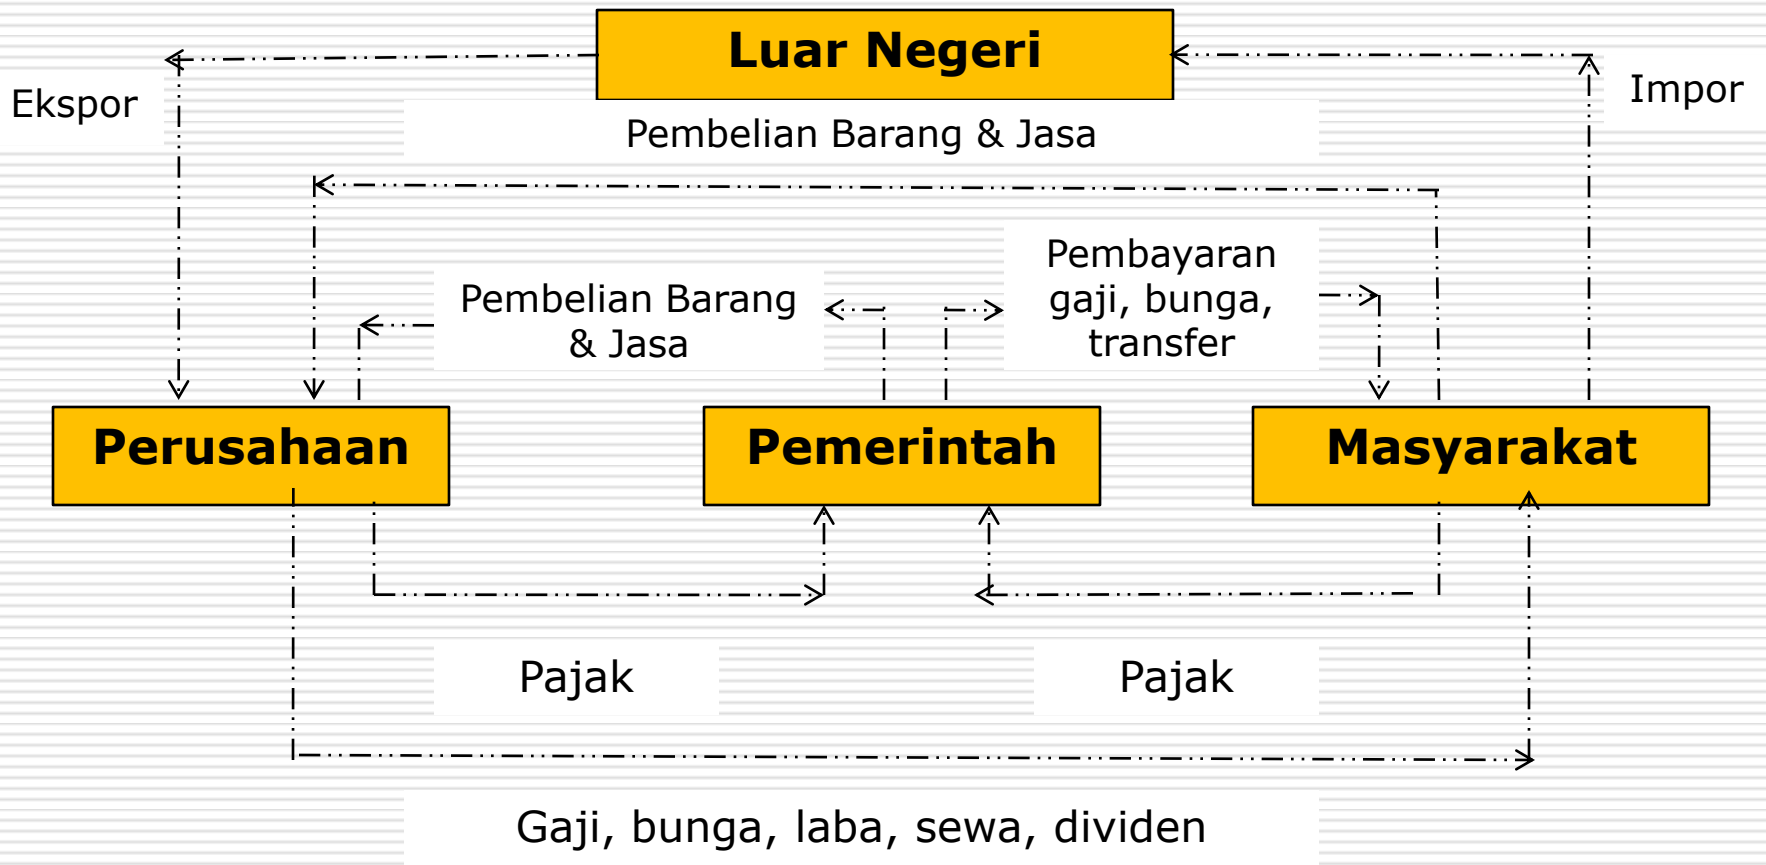 Luar Negeri
Ekspor
Impor
Pembelian Barang & Jasa
Pembelian Barang
& Jasa
Pembayaran
gaji, bunga,
transfer
Perusahaan
Pemerintah
Masyarakat
Pajak
Pajak
Gaji, bunga, laba, sewa, dividen